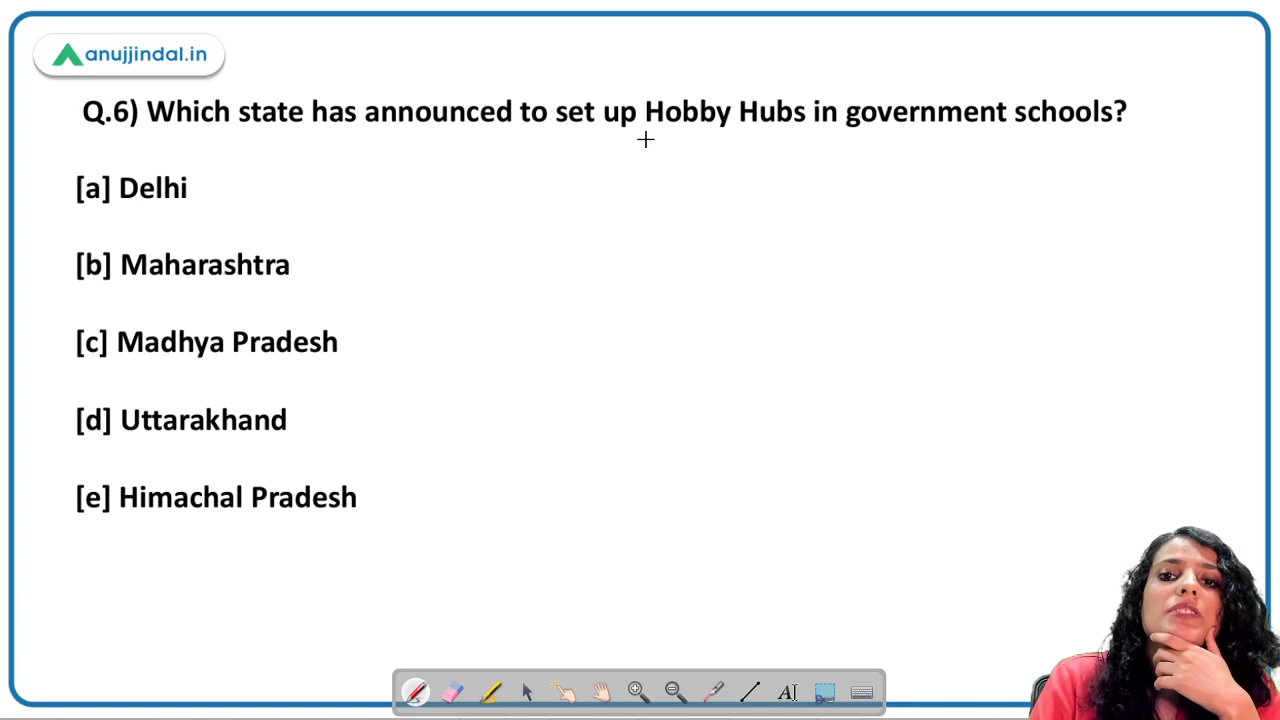 anujjindal.in
Q.6) Which state has announced to set up Hobby Hubs in government schools?
[a] Delhi
[b] Maharashtra
[c] Madhya Pradesh
[d] Uttarakhand
[e] Himachal Pradesh
A